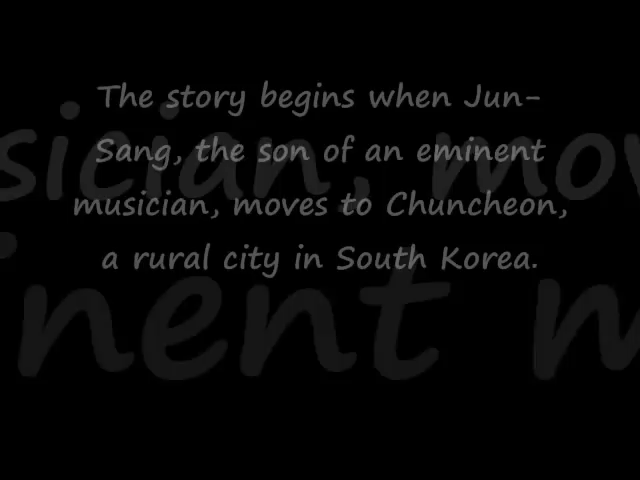 The story begins when Jun-
Sang, the son of an eminent
musician, moves to Chuncheon,
a rural city in South Korea.